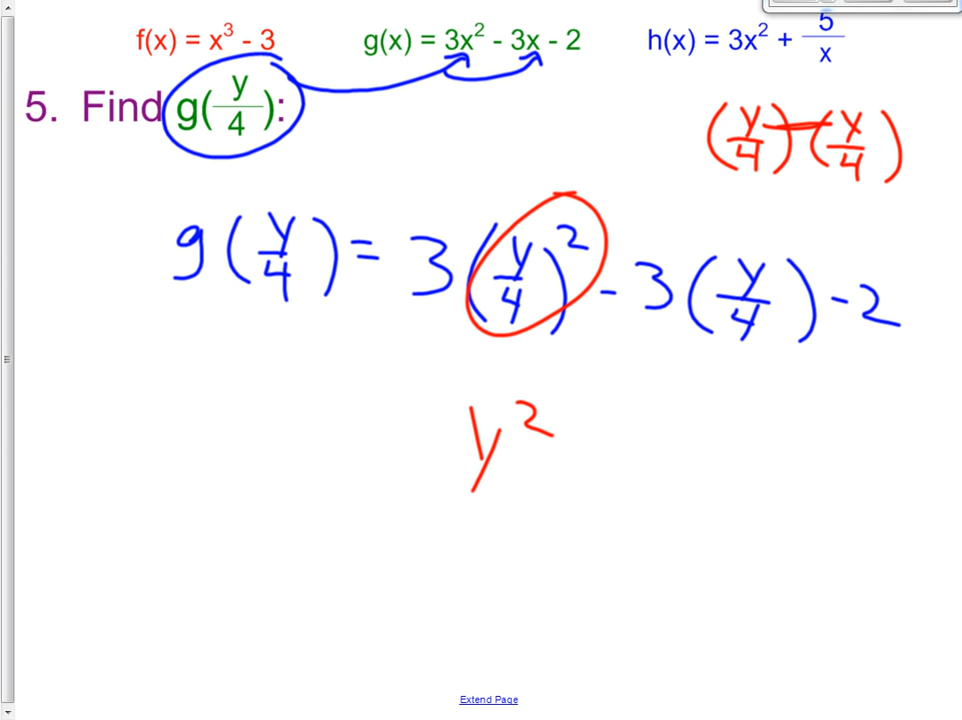 f(x) = x³ - 3 g(x) = 3x² - 3x - 2 h(x) = 3x² + 5/x
5. Find g(y/4):
(y/4)(y/4)
g(y/4) = 3(y/4)² - 3(y/4) - 2
y²
Extend Page